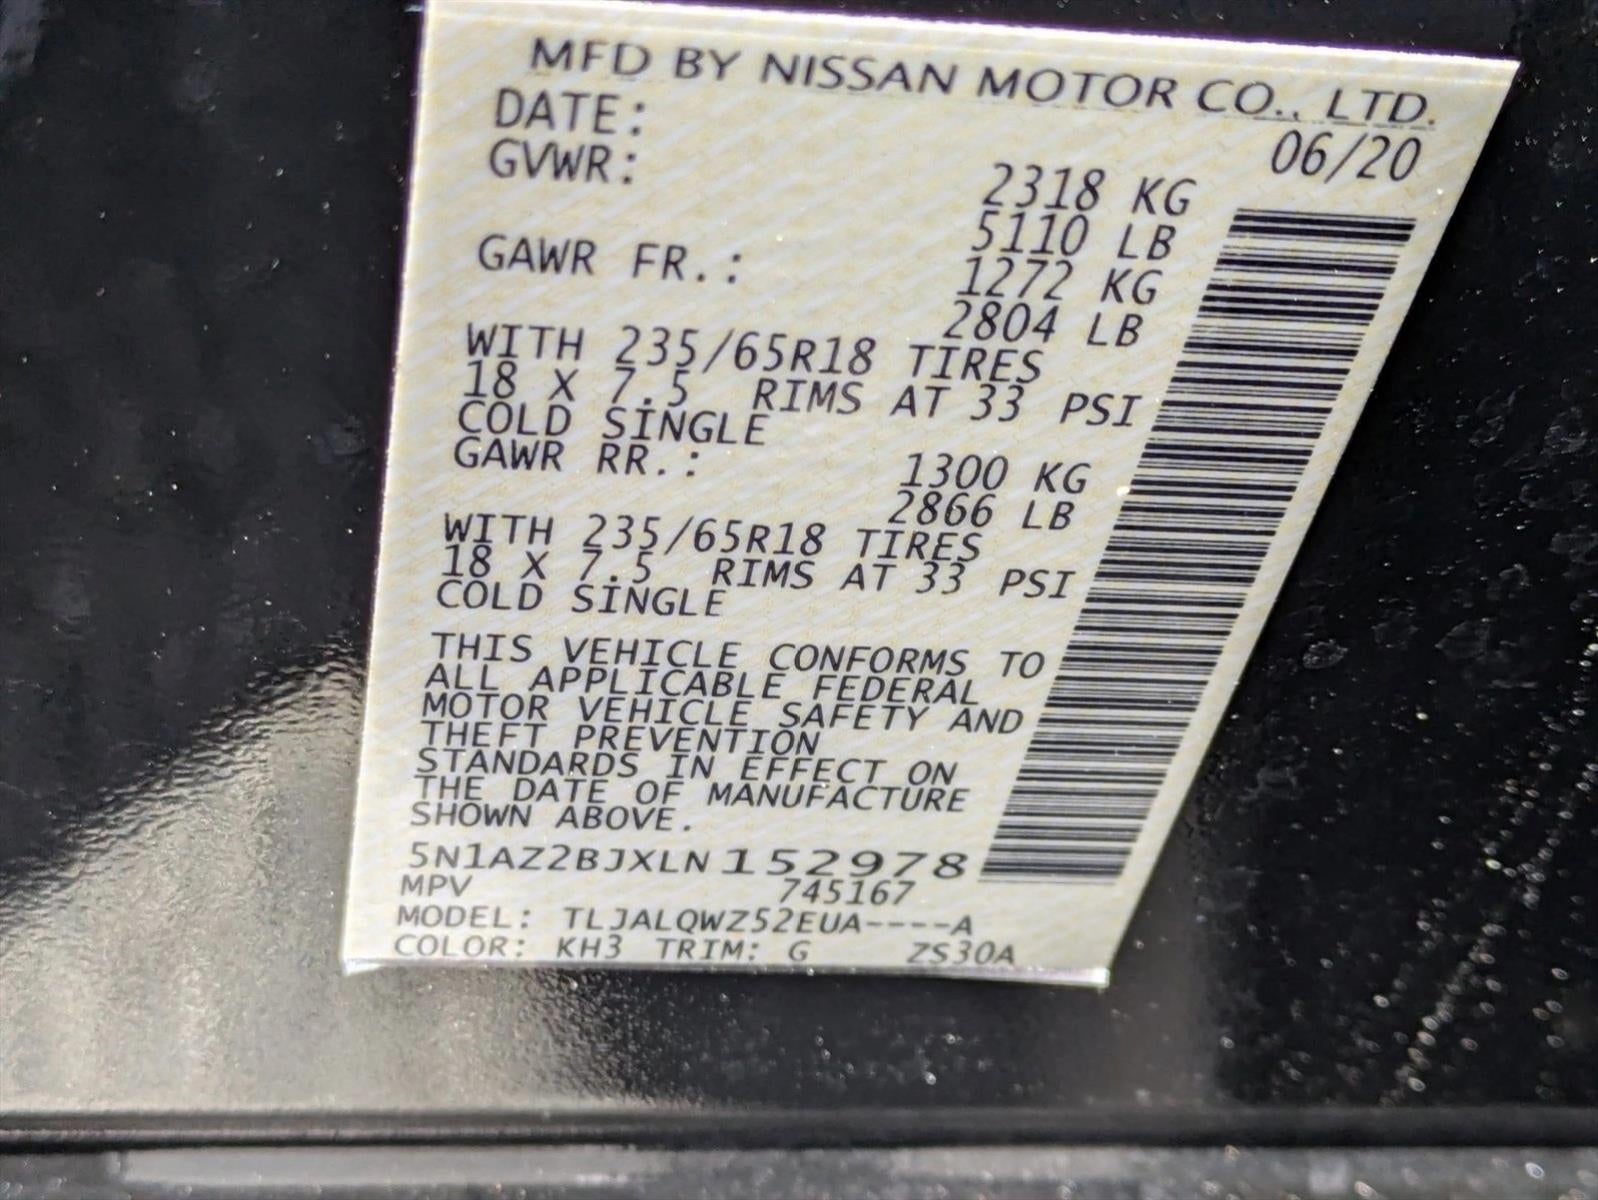 MFD BY NISSAN MOTOR CO., LTD.
DATE: 06/20
GVWR: 2318 KG
5110 LB
GAWR FR.: 1272 KG
2804 LB
WITH 235/65R18 TIRES
18 X 7.5 RIMS AT 33 PSI
COLD SINGLE
GAWR RR.: 1300 KG
2866 LB
WITH 235/65R18 TIRES
18 X 7.5 RIMS AT 33 PSI
COLD SINGLE
THIS VEHICLE CONFORMS TO
ALL APPLICABLE FEDERAL
MOTOR VEHICLE SAFETY AND
THEFT PREVENTION
STANDARDS IN EFFECT ON
THE DATE OF MANUFACTURE
SHOWN ABOVE.
5N1AZ2BJXLN152978
MPV 745167
MODEL: TLJALQWZ52EUA----A
COLOR: KH3 TRIM: G ZS30A